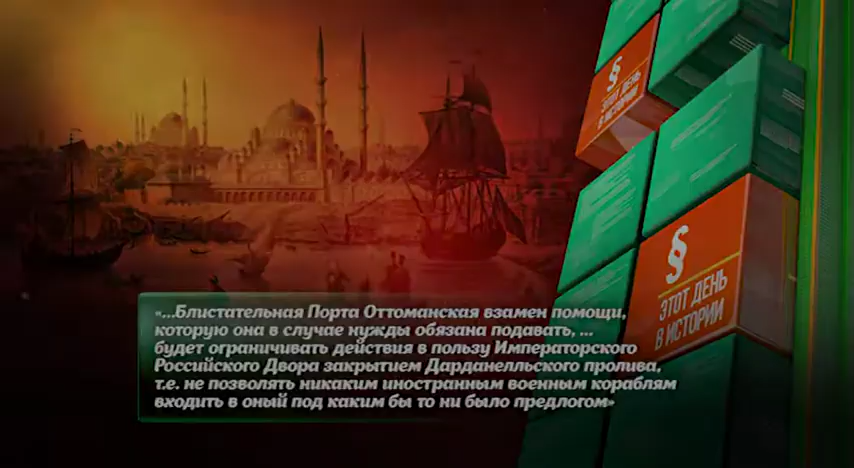 §
ЭТОТ ДЕНЬ
В ИСТОРИИ
§
ЭТОТ ДЕНЬ
В ИСТОРИИ
«...Блистательная Порта Оттоманская взамен помощи,
которую она в случае нужды обязана подавать, ...
будет ограничивать действия в пользу Императорского
Российского Двора закрытием Дарданелльского пролива,
т.е. не позволять никаким иностранным военным кораблям
входить в оный под каким бы то ни было предлогом»